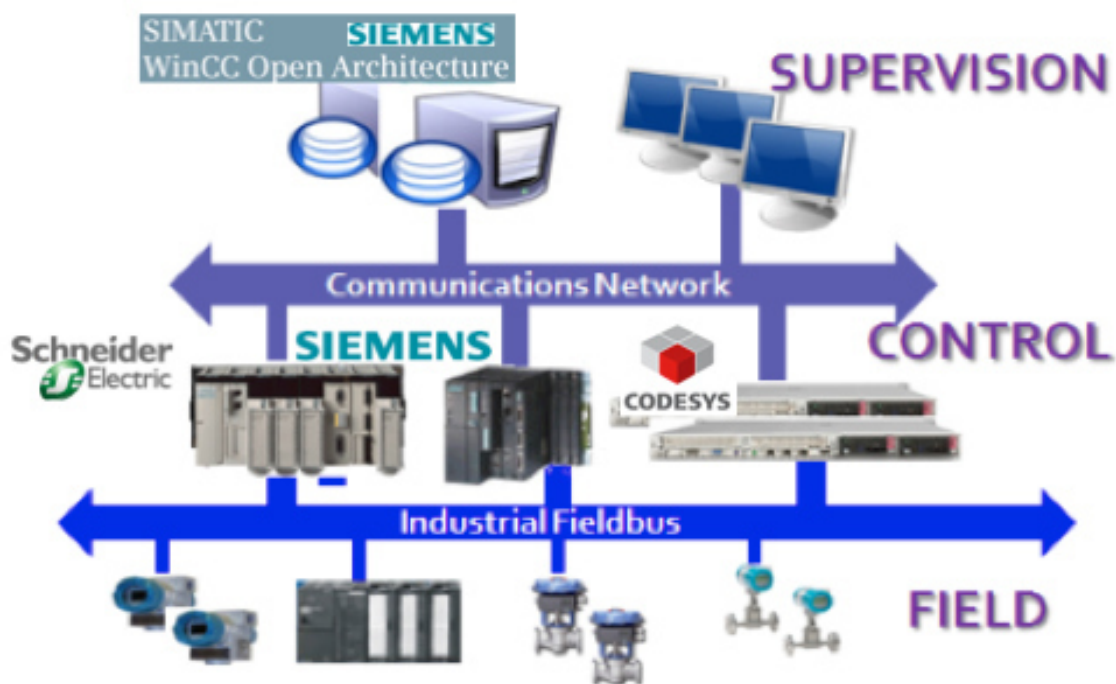 SIMATIC SIEMENS
WinCC Open Architecture
SUPERVISION
Communications Network
CONTROL
Schneider
Electric
SIEMENS
CODESYS
Industrial Fieldbus
FIELD